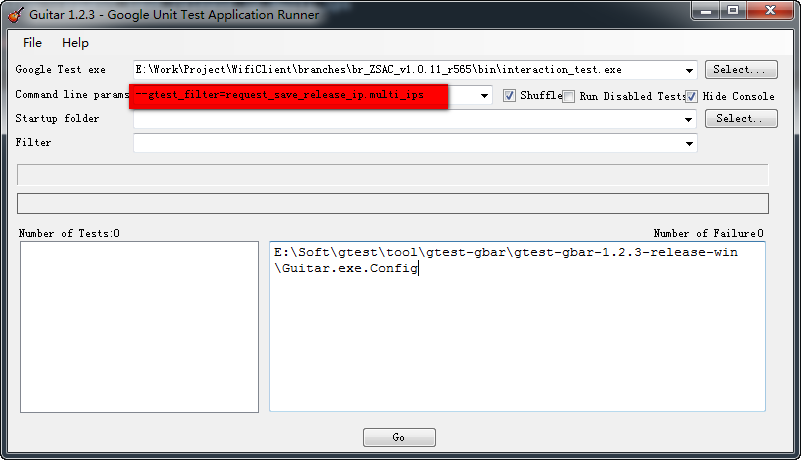 Guitar 1.2.3 - Google Unit Test Application Runner
File Help
Google Test exe E:\Work\Project\WifiClient\branches\br_ZSAC_v1.0.11_r565\bin\interaction_test.exe Select...
Command line params --gtest_filter=request_save_release_ip.multi_ips Shuffle Run Disabled Tests Hide Console
Startup folder Select..
Filter
Number of Tests:0 Number of Failure0
E:\Soft\gtest\tool\gtest-gbar\gtest-gbar-1.2.3-release-win
\Guitar.exe.Config
Go